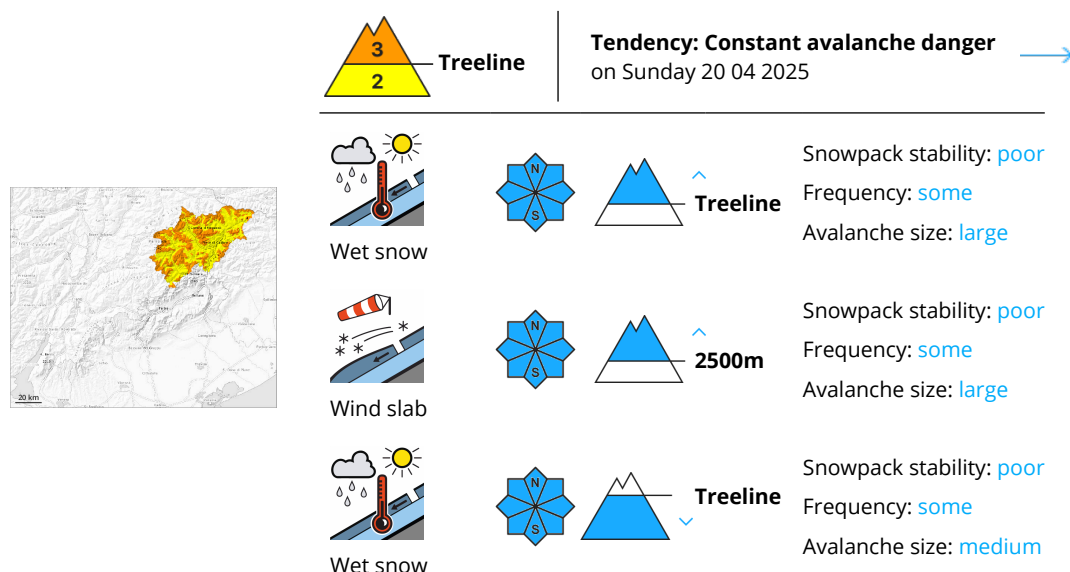 3
2
Treeline
Tendency: Constant avalanche danger
on Sunday 20 04 2025
20 km
Wet snow
N
S
Treeline
Snowpack stability: poor
Frequency: some
Avalanche size: large
Wind slab
N
S
2500m
Snowpack stability: poor
Frequency: some
Avalanche size: large
Wet snow
N
S
Treeline
Snowpack stability: poor
Frequency: some
Avalanche size: medium